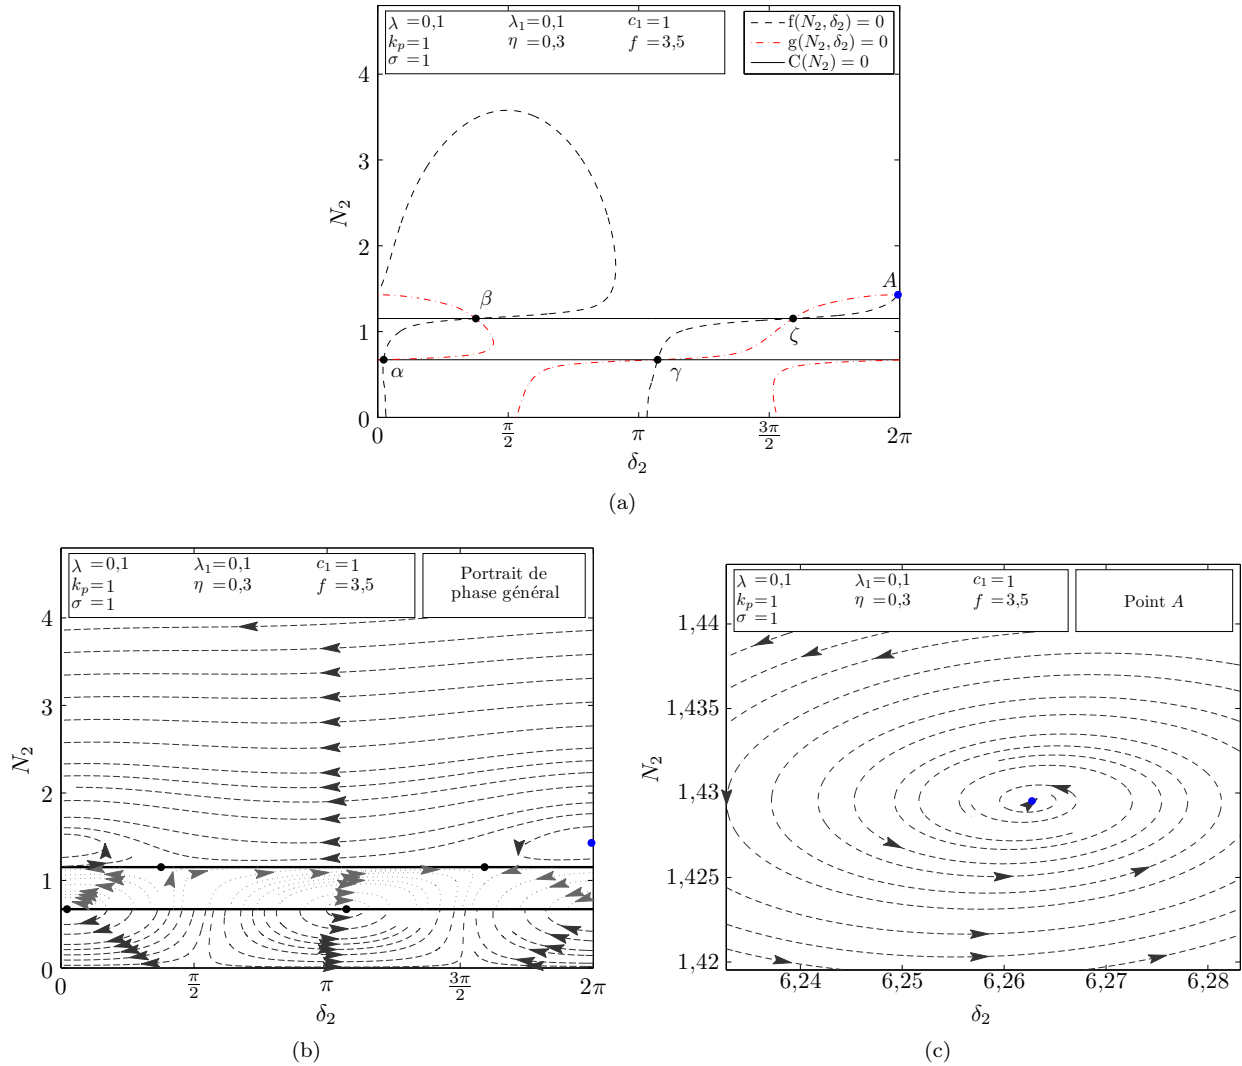 λ =0,1 λ₁=0,1 c₁=1
kₚ=1 η =0,3 f =3,5
σ =1
f(N₂, δ₂) = 0
g(N₂, δ₂) = 0
C(N₂) = 0
4
3
2
1
0
N₂
β
A
α
γ
ζ
0 π/2 π 3π/2 2π
δ₂
(a)
λ =0,1 λ₁=0,1 c₁=1
kₚ=1 η =0,3 f =3,5
σ =1
Portrait de
phase général
4
3
2
1
0
N₂
0 π/2 π 3π/2 2π
δ₂
(b)
λ =0,1 λ₁=0,1 c₁=1
kₚ=1 η =0,3 f =3,5
σ =1
Point A
1,44
1,435
1,43
1,425
1,42
N₂
6,24 6,25 6,26 6,27 6,28
δ₂
(c)